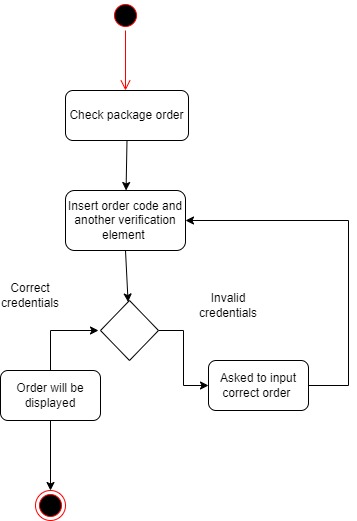 Check package order
Insert order code and
another verification
element
Correct
credentials
Invalid
credentials
Order will be
displayed
Asked to input
correct order